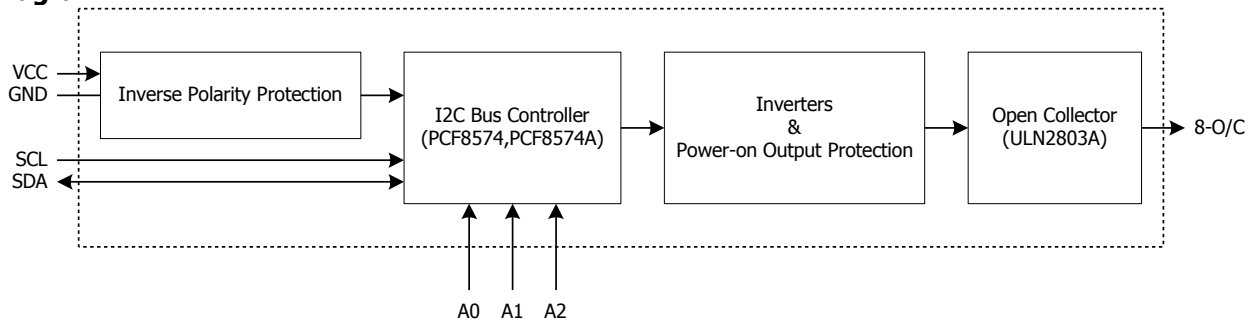 VCC
GND
SCL
SDA
Inverse Polarity Protection
I2C Bus Controller
(PCF8574,PCF8574A)
Inverters
&
Power-on Output Protection
Open Collector
(ULN2803A)
8-O/C
A0
A1
A2